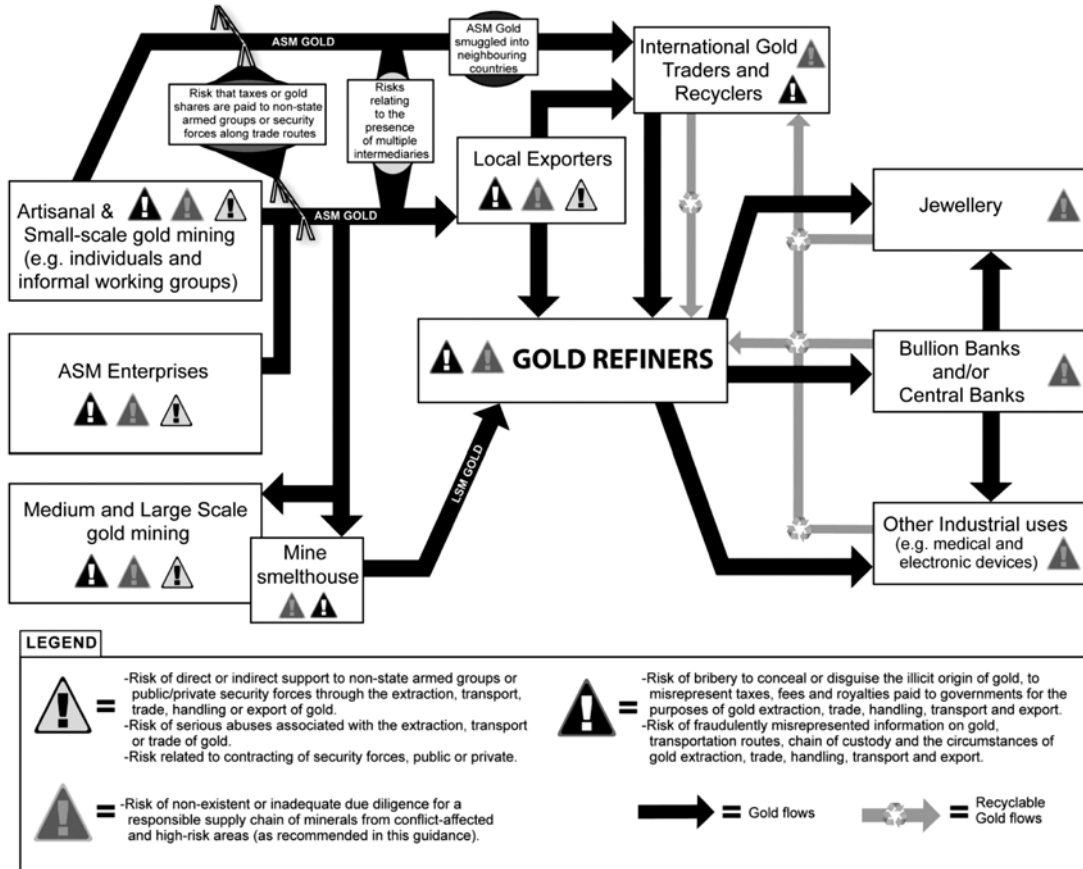 ASM GOLD
ASM Gold
smuggled into
neighbouring
countries
International Gold
Traders and
Recyclers
Risk that taxes or gold
shares are paid to non-state
armed groups or security
forces along trade routes
Risks
relating
to the
presence
of multiple
intermediaries
Local Exporters
Artisanal &
Small-scale gold mining
(e.g. individuals and
informal working groups)
ASM GOLD
Jewellery
ASM Enterprises
GOLD REFINERS
Bullion Banks
and/or
Central Banks
Medium and Large Scale
gold mining
Mine
smelthouse
LSM GOLD
Other Industrial uses
(e.g. medical and
electronic devices)
LEGEND
=
-Risk of direct or indirect support to non-state armed groups or
public/private security forces through the extraction, transport,
trade, handling or export of gold.
-Risk of serious abuses associated with the extraction, transport
or trade of gold.
-Risk related to contracting of security forces, public or private.
=
-Risk of non-existent or inadequate due diligence for a
responsible supply chain of minerals from conflict-affected
and high-risk areas (as recommended in this guidance).
=
-Risk of bribery to conceal or disguise the illicit origin of gold, to
misrepresent taxes, fees and royalties paid to governments for the
purposes of gold extraction, trade, handling, transport and export.
-Risk of fraudulently misrepresented information on gold,
transportation routes, chain of custody and the circumstances of
gold extraction, trade, handling, transport and export.
= Gold flows
= Recyclable
Gold flows